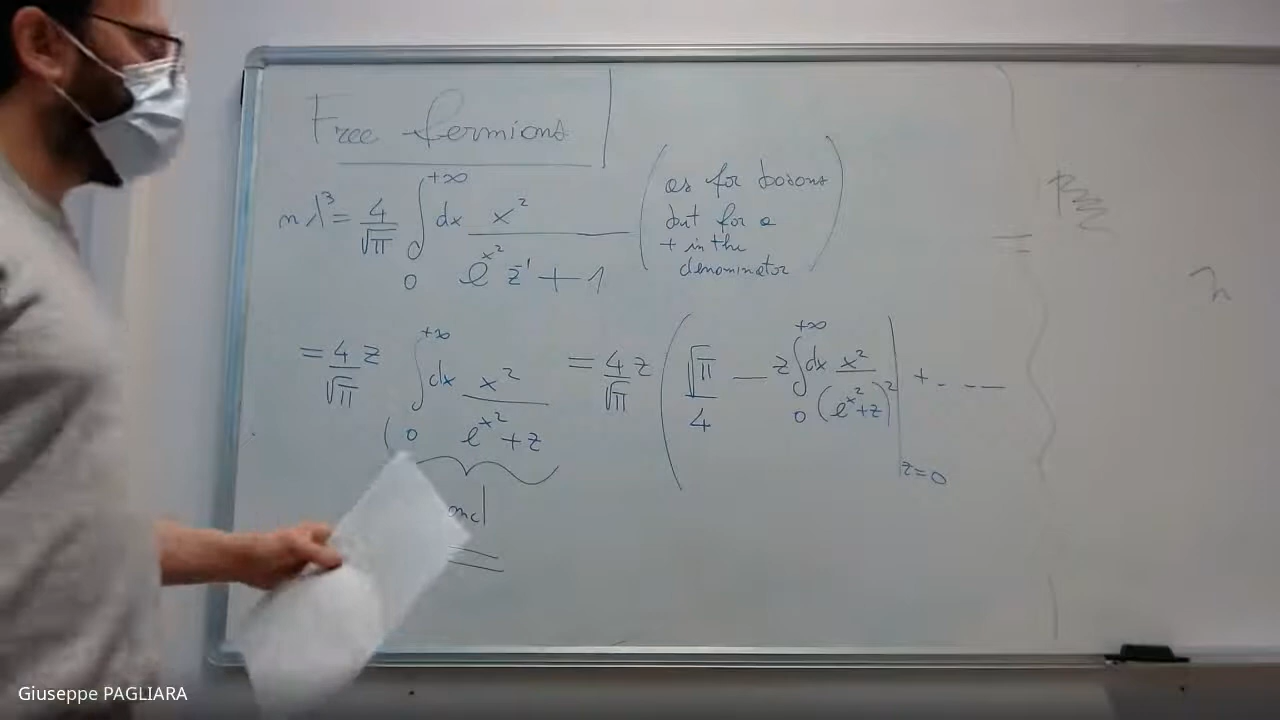 Free fermions
nλ³ = 4/√π ∫₀^{+∞} dx x²/(e^{x²} z⁻¹ + 1)
(as for bosons
but for a
+ in the
denominator)
= 4/√π z ∫₀^{+∞} dx x²/(e^{x²} + z) = 4/√π z ( √π/4 − z ∫₀^{+∞} dx x²/(e^{x²}+z)² |_{z=0} + - - -
Giuseppe PAGLIARA